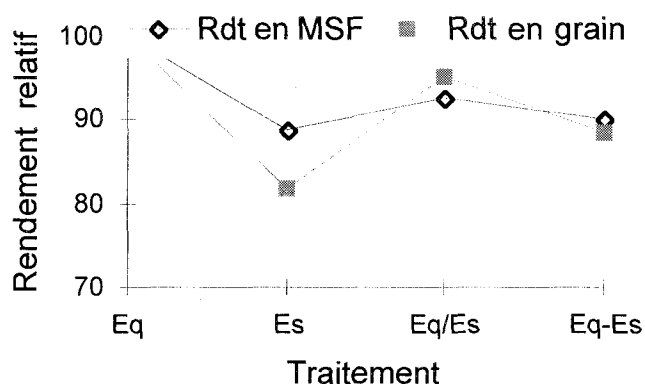 Rdt en MSF Rdt en grain
Rendement relatif
100
90
80
70
Eq Es Eq/Es Eq-Es
Traitement